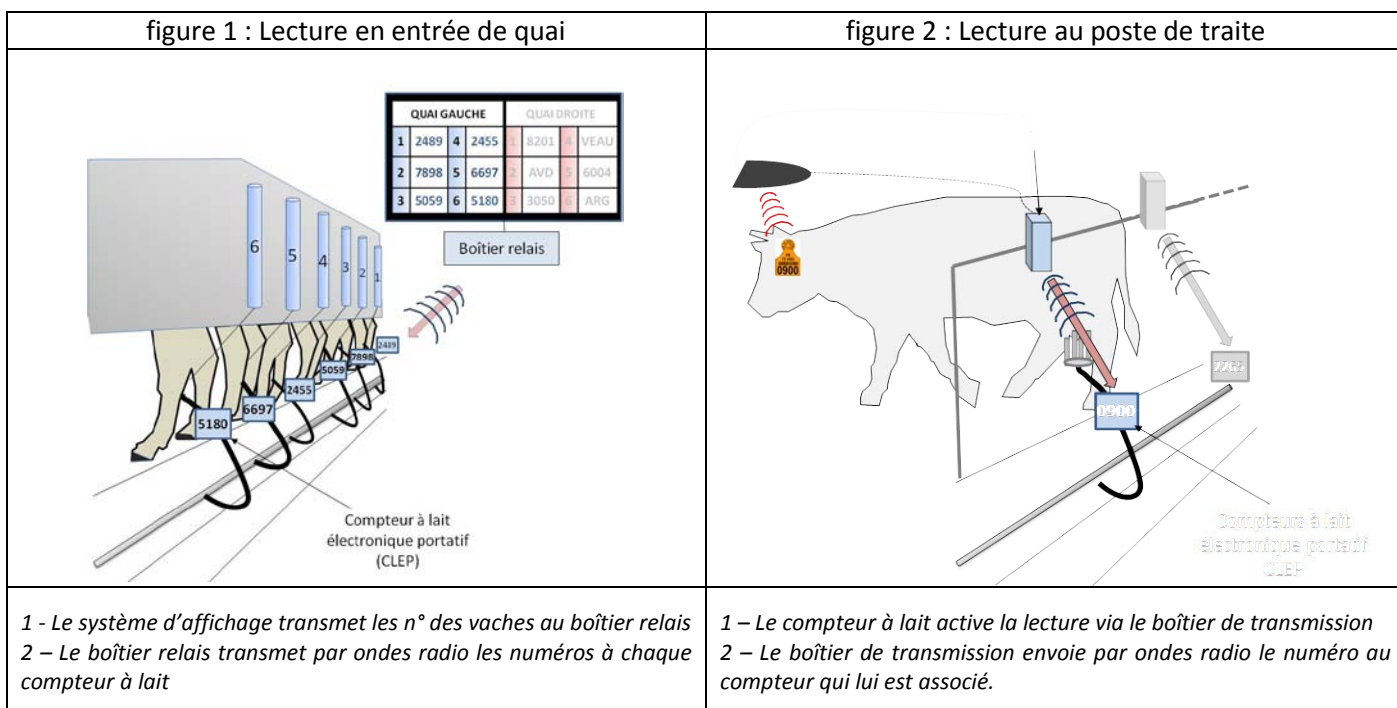 figure 1 : Lecture en entrée de quai
figure 2 : Lecture au poste de traite
QUAI GAUCHE QUAI DROITE
1 2489 4 2455 1 8201 4 VEAU
2 7898 5 6697 2 AVD 5 6004
3 5059 6 5180 3 3050 6 ARG
Boîtier relais
6 5 4 3 2 1
2489
7898
5059
2455
6697
5180
Compteur à lait
électronique portatif
(CLEP)
0900
7265
0900
Compteurs à lait
électronique portatif
CLEP
1 - Le système d’affichage transmet les n° des vaches au boîtier relais
2 – Le boîtier relais transmet par ondes radio les numéros à chaque
compteur à lait
1 – Le compteur à lait active la lecture via le boîtier de transmission
2 – Le boîtier de transmission envoie par ondes radio le numéro au
compteur qui lui est associé.